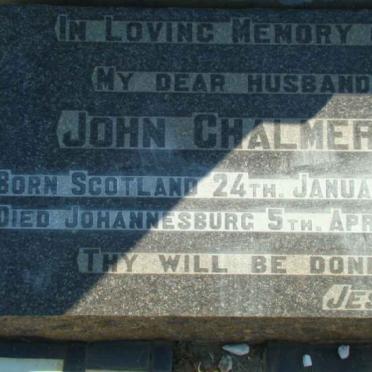 IN LOVING MEMORY
MY DEAR HUSBAND
JOHN CHALMER
BORN SCOTLAND 24TH. JANUA
DIED JOHANNESBURG 5TH. APR
THY WILL BE DONE
JES